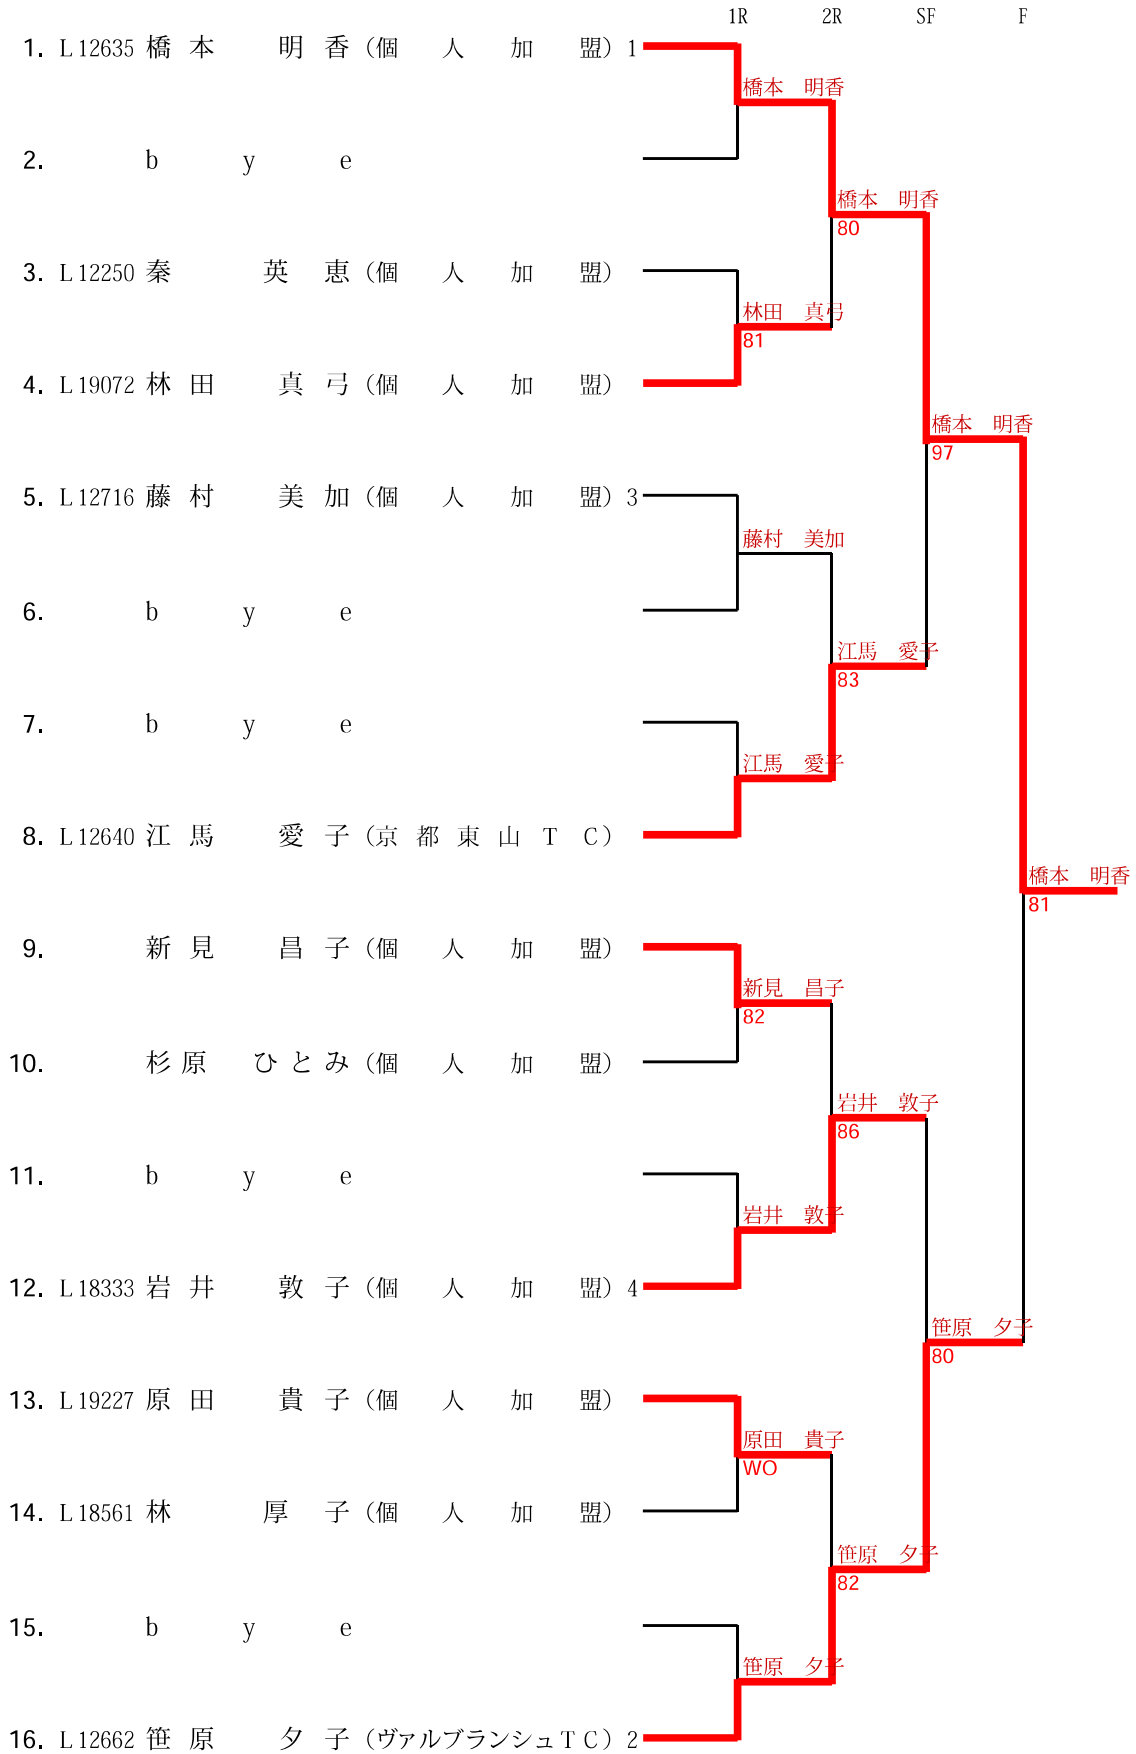 1R 2R SF F
1. L12635 橋本 明香 (個人加盟) 1
橋本 明香
2. bye
橋本 明香
80
3. L12250 秦 英恵 (個人加盟)
林田 真弓
81
4. L19072 林田 真弓 (個人加盟)
橋本 明香
97
5. L12716 藤村 美加 (個人加盟) 3
藤村 美加
6. bye
江馬 愛子
83
7. bye
江馬 愛子
8. L12640 江馬 愛子 (京都東山TC)
橋本 明香
81
9. 新見 昌子 (個人加盟)
新見 昌子
82
10. 杉原 ひとみ (個人加盟)
岩井 敦子
86
11. bye
岩井 敦子
12. L18333 岩井 敦子 (個人加盟) 4
笹原 夕子
80
13. L19227 原田 貴子 (個人加盟)
原田 貴子
WO
14. L18561 林 厚子 (個人加盟)
笹原 夕子
82
15. bye
笹原 夕子
16. L12662 笹原 夕子 (ヴァルブランシュTC) 2